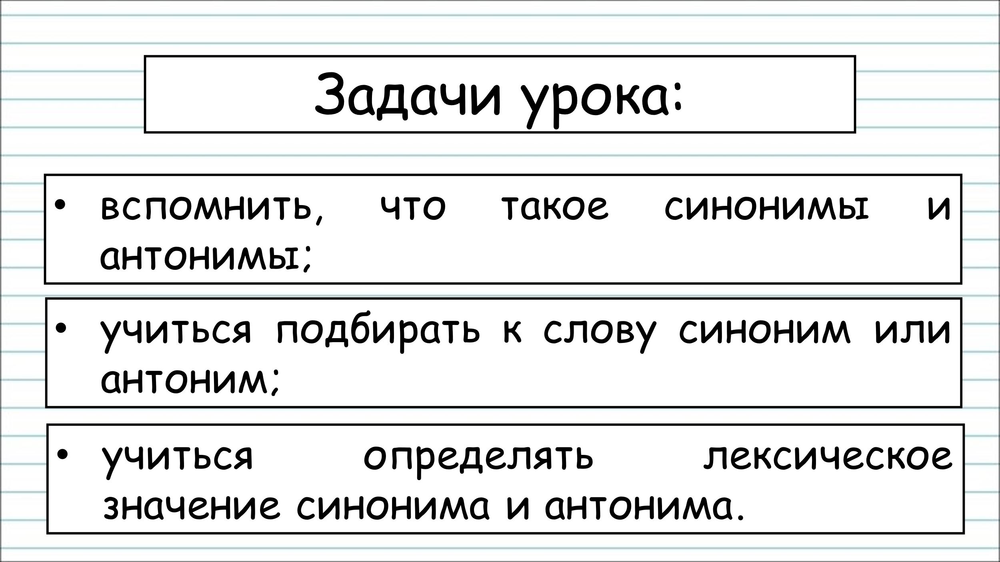 Задачи урока:
• вспомнить, что такое синонимы и
антонимы;
• учиться подбирать к слову синоним или
антоним;
• учиться определять лексическое
значение синонима и антонима.